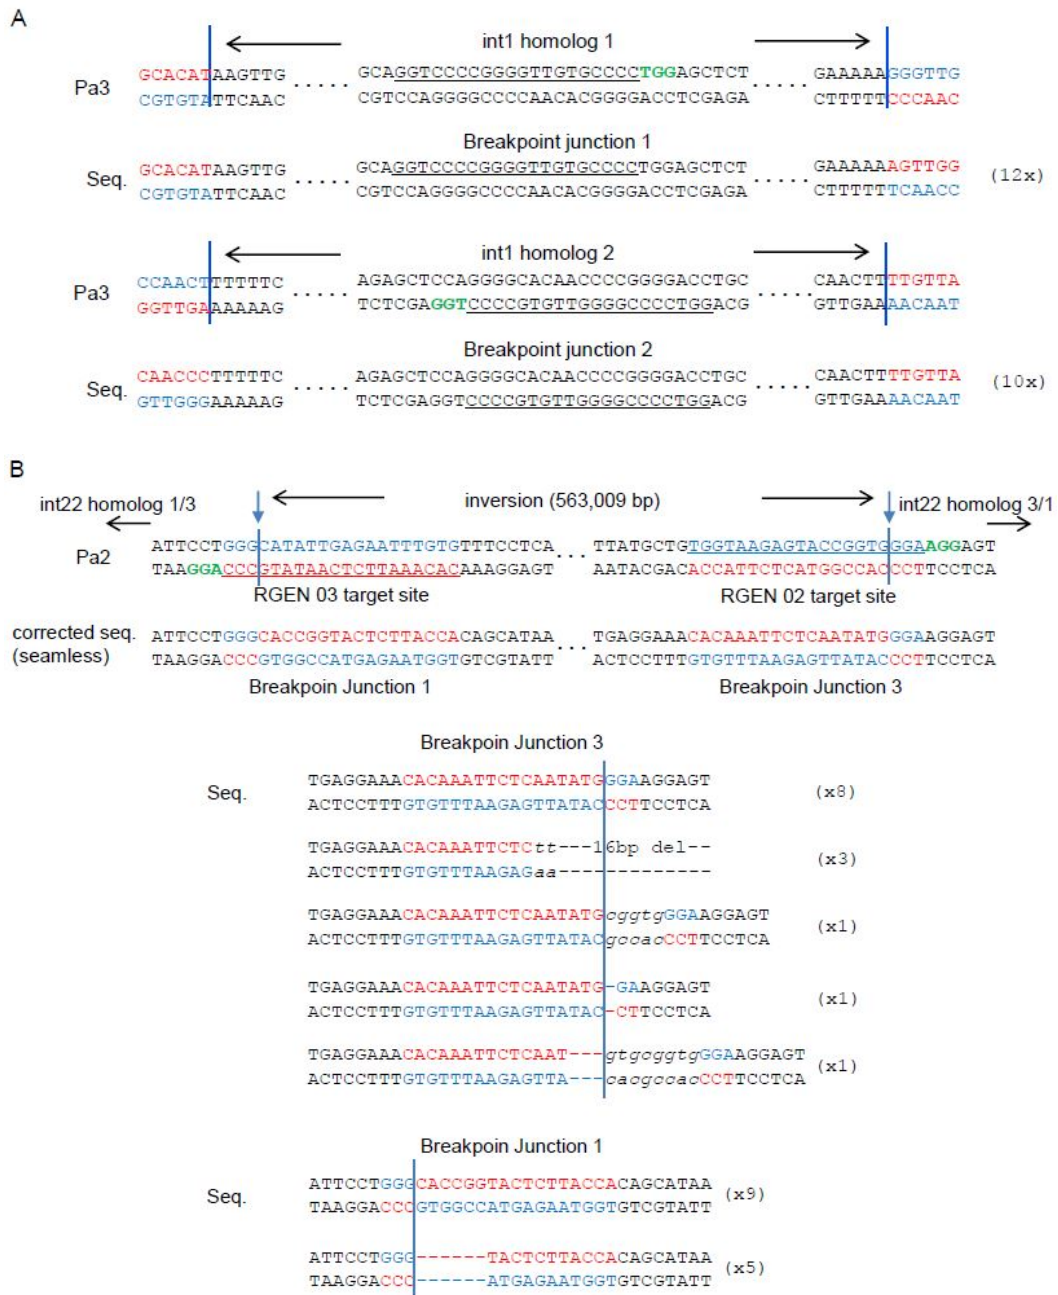 A
int1 homolog 1
Pa3
GCACATAAGTTG ..... GCAGGTCCCCGGGGTTGTGCCCCTGGAGCTCT ..... GAAAAAGGGTTG
CGTGTATTCAAC CGTCCAGGGGCCCCAACACGGGGACCTCGAGA CTTTTTCCCAAC
Breakpoint junction 1
Seq.
GCACATAAGTTG ..... GCAGGTCCCCGGGGTTGTGCCCCTGGAGCTCT ..... GAAAAAAGTTGG (12x)
CGTGTATTCAAC CGTCCAGGGGCCCCAACACGGGGACCTCGAGA CTTTTTTCAACC
int1 homolog 2
Pa3
CCAACTTTTTTC ..... AGAGCTCCAGGGGCACAACCCCGGGGACCTGC ..... CAACTTTTGTTA
GGTTGAAAAAAG TCTCGAGGTCCCCGTGTTGGGGCCCCTGGACG GTTGAAAACAAT
Breakpoint junction 2
Seq.
CAACCCTTTTTC ..... AGAGCTCCAGGGGCACAACCCCGGGGACCTGC ..... CAACTTTTGTTA (10x)
GTTGGGAAAAAG TCTCGAGGTCCCCGTGTTGGGGCCCCTGGACG GTTGAAAACAAT
B
int22 homolog 1/3 inversion (563,009 bp) int22 homolog 3/1
Pa2
ATTCCTGGGCATATTGAGAATTTGTGTTTCCTCA ... TTATGCTGTGGTAAGAGTACCGGTGGGAAGGAGT
TAAGGACCCGTATAACTCTTAAACACAAAGGAGT AATACGACACCATTCTCATGGCCACCCTTCCTCA
RGEN 03 target site RGEN 02 target site
corrected seq.
(seamless)
ATTCCTGGGCACCGGTACTCTTACCACAGCATAA ... TGAGGAAACACAAATTCTCAATATGGGAAGGAGT
TAAGGACCCGTGGCCATGAGAATGGTGTCGTATT ACTCCTTTGTGTTTAAGAGTTATACCCTTCCTCA
Breakpoin Junction 1 Breakpoin Junction 3
Breakpoin Junction 3
Seq.
TGAGGAAACACAAATTCTCAATATGGGAAGGAGT (x8)
ACTCCTTTGTGTTTAAGAGTTATACCCTTCCTCA
TGAGGAAACACAAATTCTCtt---16bp del-- (x3)
ACTCCTTTGTGTTTAAGAGaa-------------
TGAGGAAACACAAATTCTCAATATGcggtgGGAAGGAGT (x1)
ACTCCTTTGTGTTTAAGAGTTATACgccacCCTTCCTCA
TGAGGAAACACAAATTCTCAATATG-GAAGGAGT (x1)
ACTCCTTTGTGTTTAAGAGTTATAC-CTTCCTCA
TGAGGAAACACAAATTCTCAAT---gtgcggtgGGAAGGAGT (x1)
ACTCCTTTGTGTTTAAGAGTTA---cacgccacCCTTCCTCA
Breakpoin Junction 1
Seq.
ATTCCTGGGCACCGGTACTCTTACCACAGCATAA (x9)
TAAGGACCCGTGGCCATGAGAATGGTGTCGTATT
ATTCCTGGG------TACTCTTACCACAGCATAA (x5)
TAAGGACCC------ATGAGAATGGTGTCGTATT